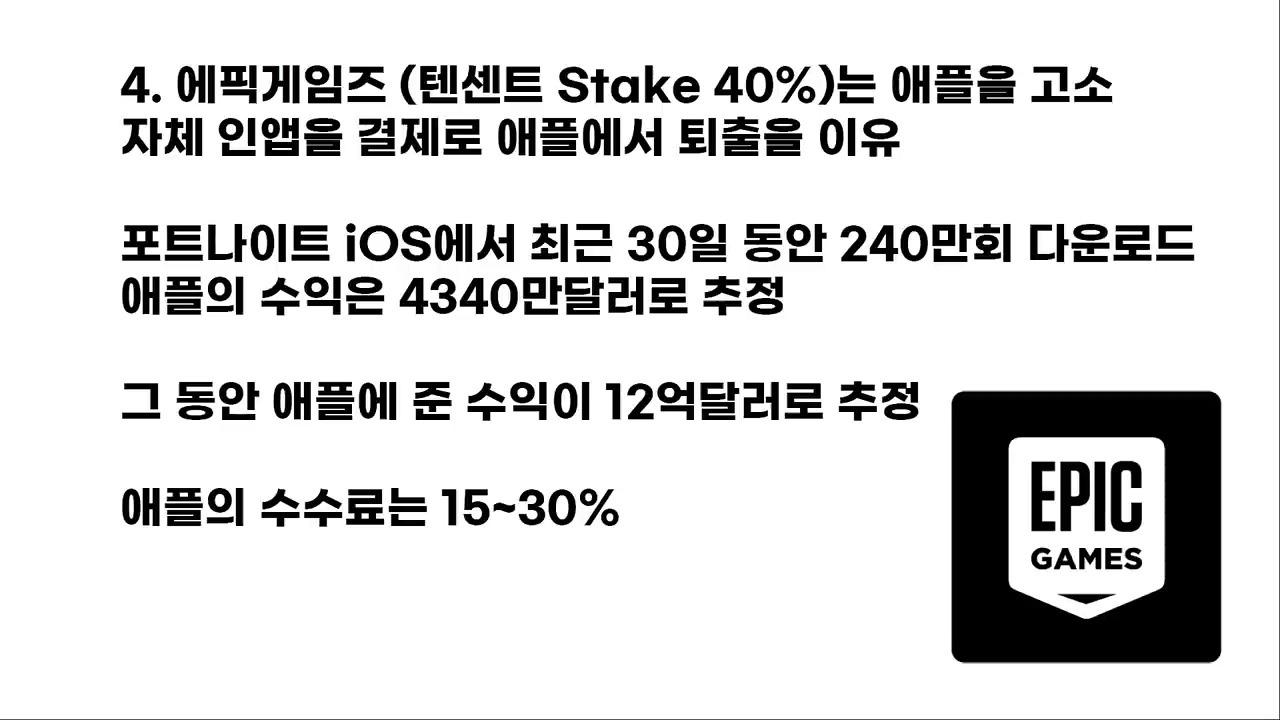 4. 에픽게임즈 (텐센트 Stake 40%)는 애플을 고소
자체 인앱을 결제로 애플에서 퇴출을 이유
포트나이트 iOS에서 최근 30일 동안 240만회 다운로드
애플의 수익은 4340만달러로 추정
그 동안 애플에 준 수익이 12억달러로 추정
애플의 수수료는 15~30%
EPIC
GAMES